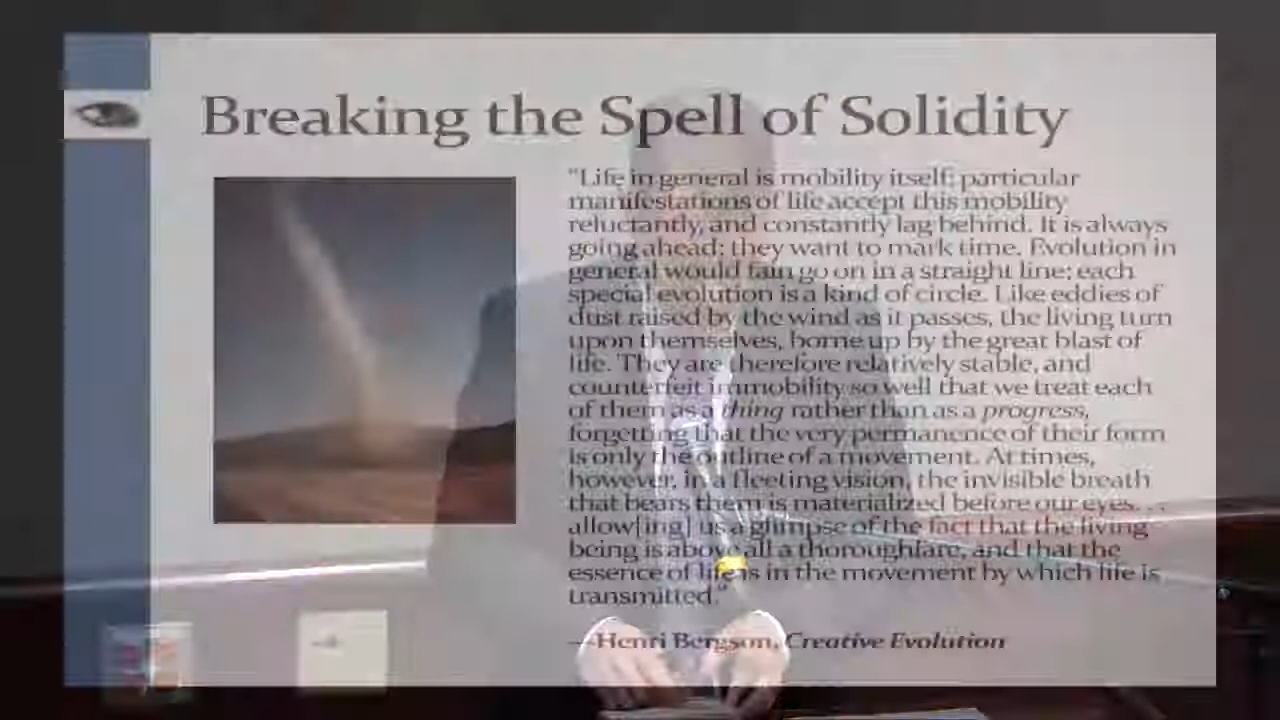 Breaking the Spell of Solidity
"Life in general is mobility itself; particular
manifestations of life accept this mobility
reluctantly, and constantly lag behind. It is always
going ahead; they want to mark time. Evolution in
general would fain go on in a straight line; each
special evolution is a kind of circle. Like eddies of
dust raised by the wind as it passes, the living turn
upon themselves, borne up by the great blast of
life. They are therefore relatively stable, and
counterfeit immobility so well that we treat each
of them as a thing rather than as a progress,
forgetting that the very permanence of their form
is only the outline of a movement. At times,
however, in a fleeting vision, the invisible breath
that bears them is materialized before our eyes. . .
allow[ing] us a glimpse of the fact that the living
being is above all a thoroughfare, and that the
essence of life is in the movement by which life is
transmitted."
—Henri Bergson, Creative Evolution